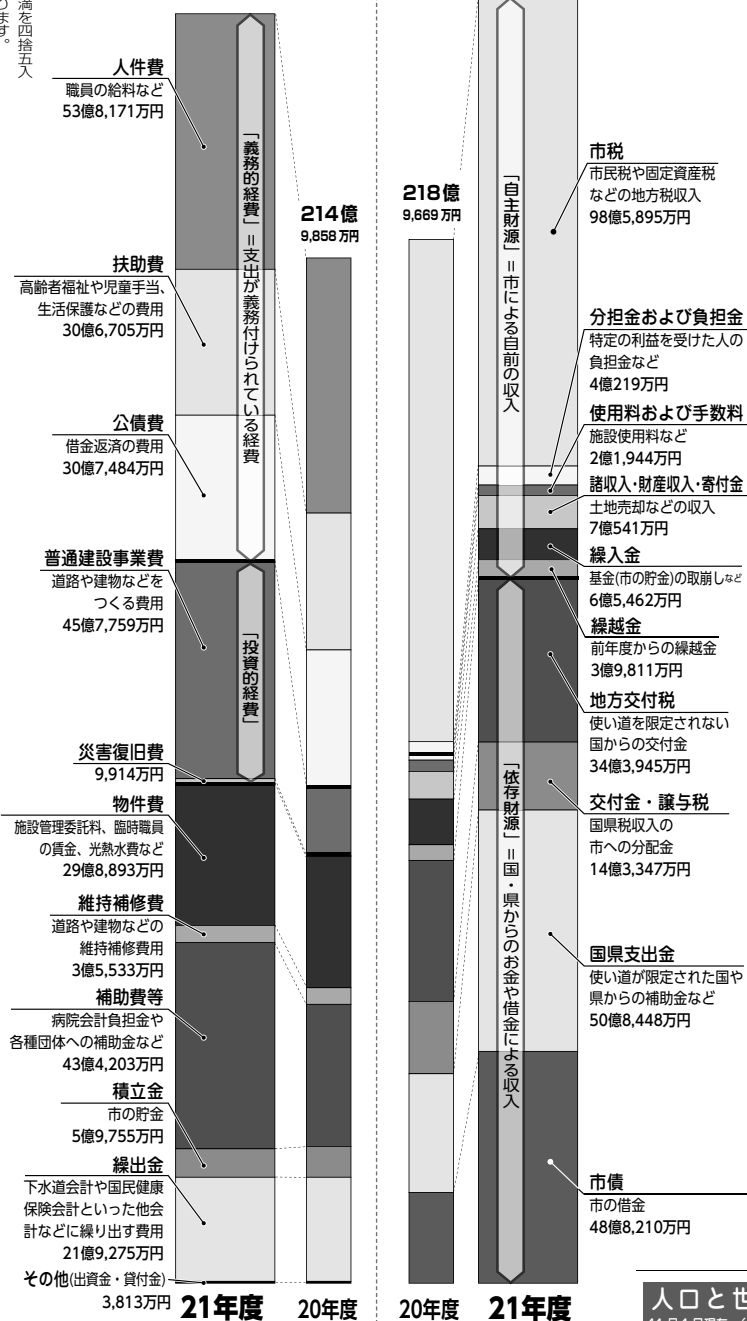 満を四捨五入
ります。
人件費
職員の給料など
53億8,171万円
扶助費
高齢者福祉や児童手当、
生活保護などの費用
30億6,705万円
公債費
借金返済の費用
30億7,484万円
普通建設事業費
道路や建物などを
つくる費用
45億7,759万円
災害復旧費
9,914万円
物件費
施設管理委託料、臨時職員
の賃金、光熱水費など
29億8,893万円
維持補修費
道路や建物などの
維持補修費用
3億5,533万円
補助費等
病院会計負担金や
各種団体への補助金など
43億4,203万円
積立金
市の貯金
5億9,755万円
繰出金
下水道会計や国民健康
保険会計といった他会
計などに繰り出す費用
21億9,275万円
その他(出資金・貸付金)
3,813万円
「義務的経費」＝支出が義務付けられている経費
「投資的経費」
21年度
214億
9,858万円
20年度
218億
9,669万円
20年度
「自主財源」＝市による自前の収入
「依存財源」＝国・県からのお金や借金による収入
21年度
市税
市民税や固定資産税
などの地方税収入
98億5,895万円
分担金および負担金
特定の利益を受けた人の
負担金など
4億219万円
使用料および手数料
施設使用料など
2億1,944万円
諸収入・財産収入・寄付金
土地売却などの収入
7億541万円
繰入金
基金(市の貯金)の取崩しなど
6億5,462万円
繰越金
前年度からの繰越金
3億9,811万円
地方交付税
使い道を限定されない
国からの交付金
34億3,945万円
交付金・譲与税
国県税収入の
市への分配金
14億3,347万円
国県支出金
使い道が限定された国や
県からの補助金など
50億8,448万円
市債
市の借金
48億8,210万円
人口と世